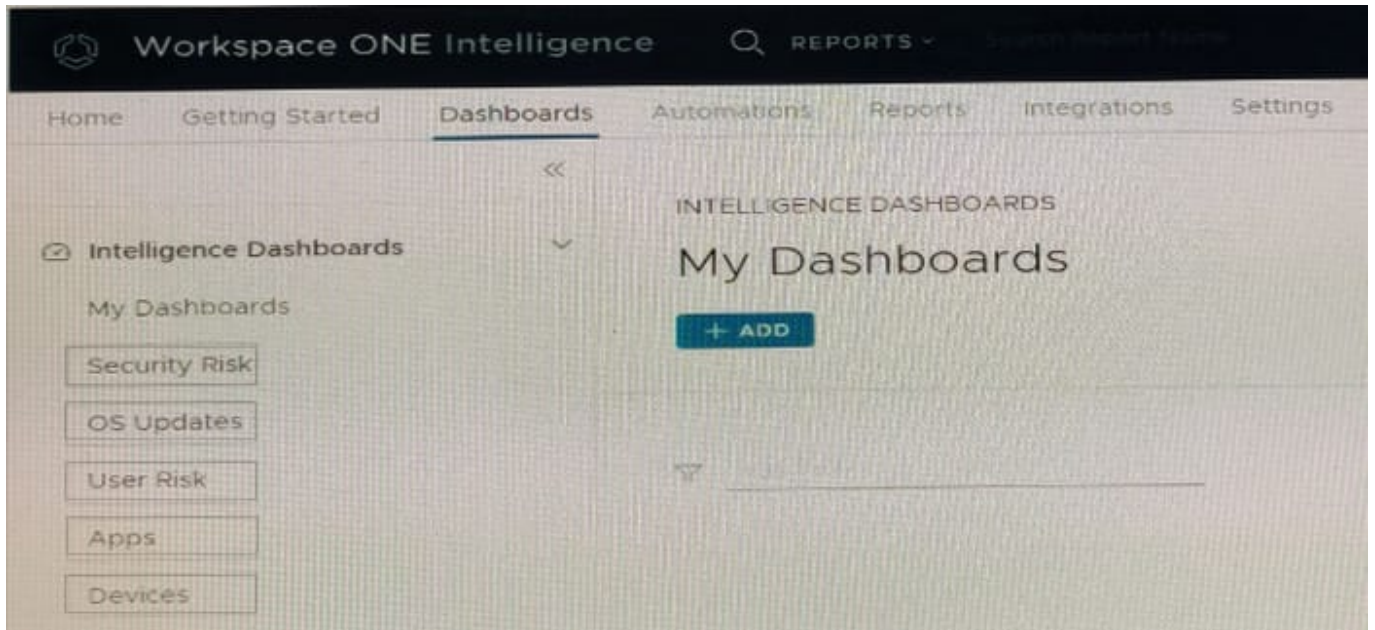 Workspace ONE Intelligence REPORTS
Home Getting Started Dashboards Automations Reports Integrations Settings
INTELLIGENCE DASHBOARDS
My Dashboards
+ ADD
Intelligence Dashboards
My Dashboards
Security Risk
OS Updates
User Risk
Apps
Devices